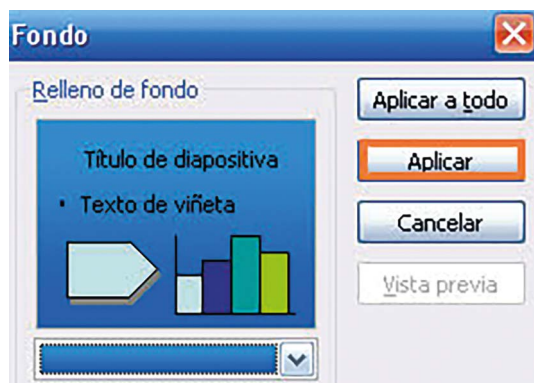 Fondo
Relleno de fondo
Título de diapositiva
• Texto de viñeta
Aplicar a todo
Aplicar
Cancelar
Vista previa